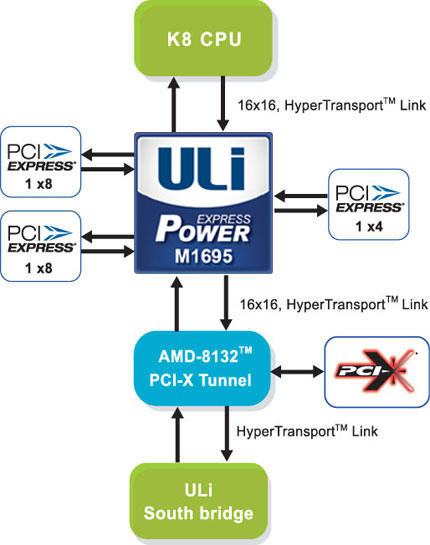 K8 CPU
16x16, HyperTransport™ Link
PCI
EXPRESS®
1 x8
ULi
EXPRESS
POWER
M1695
PCI
EXPRESS®
1 x4
PCI
EXPRESS®
1 x8
16x16, HyperTransport™ Link
AMD-8132™
PCI-X Tunnel
PCI-X
HyperTransport™ Link
ULi
South bridge